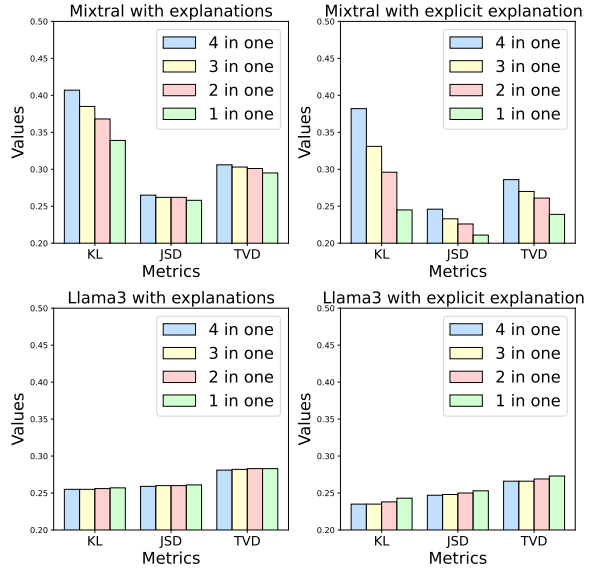 Mixtral with explanations
0.50
0.45
0.40
0.35
0.30
0.25
0.20
Values
4 in one
3 in one
2 in one
1 in one
KL JSD TVD
Metrics
Mixtral with explicit explanation
0.50
0.45
0.40
0.35
0.30
0.25
0.20
Values
4 in one
3 in one
2 in one
1 in one
KL JSD TVD
Metrics
Llama3 with explanations
0.50
0.45
0.40
0.35
0.30
0.25
0.20
Values
4 in one
3 in one
2 in one
1 in one
KL JSD TVD
Metrics
Llama3 with explicit explanation
0.50
0.45
0.40
0.35
0.30
0.25
0.20
Values
4 in one
3 in one
2 in one
1 in one
KL JSD TVD
Metrics